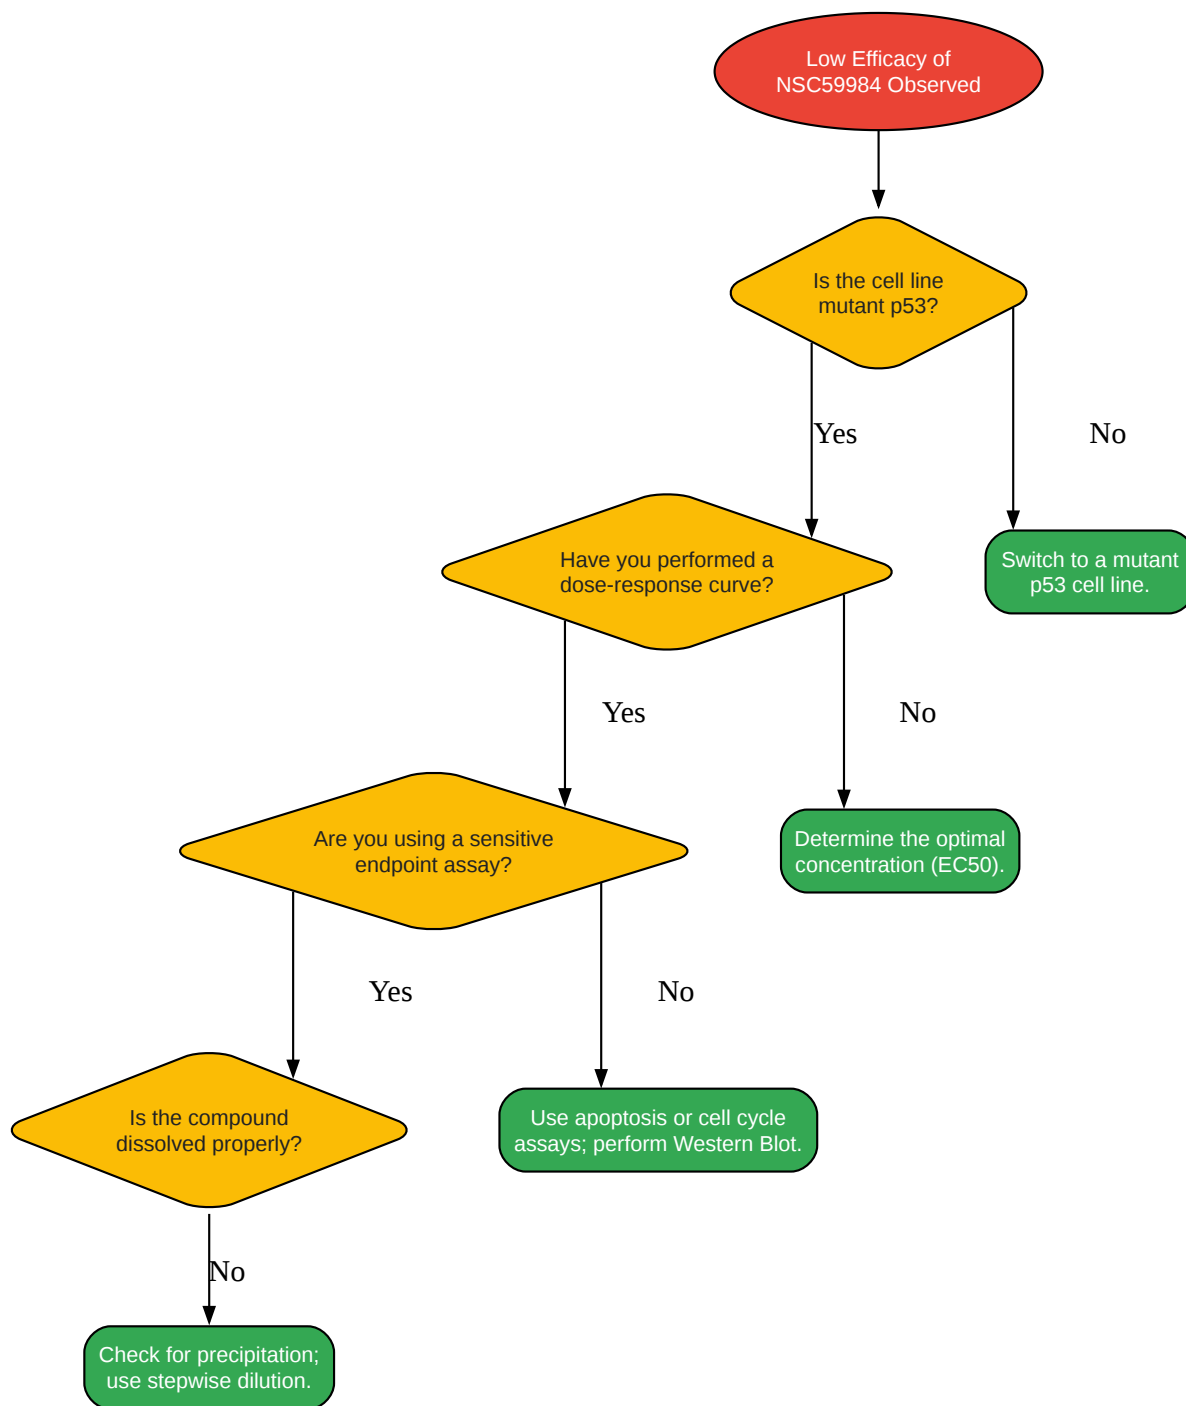 Low Efficacy of
NSC59984 Observed
Is the cell line
mutant p53?
Yes
No
Have you performed a
dose-response curve?
Switch to a mutant
p53 cell line.
Yes
No
Are you using a sensitive
endpoint assay?
Determine the optimal
concentration (EC50).
Yes
No
Is the compound
dissolved properly?
Use apoptosis or cell cycle
assays; perform Western Blot.
No
Check for precipitation;
use stepwise dilution.